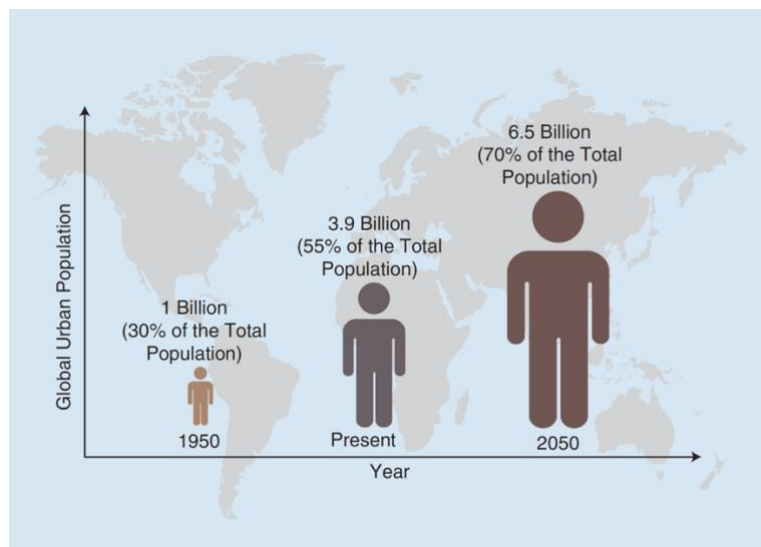 6.5 Billion
(70% of the Total
Population)
3.9 Billion
(55% of the Total
Population)
1 Billion
(30% of the Total
Population)
Global Urban Population
1950
Present
2050
Year